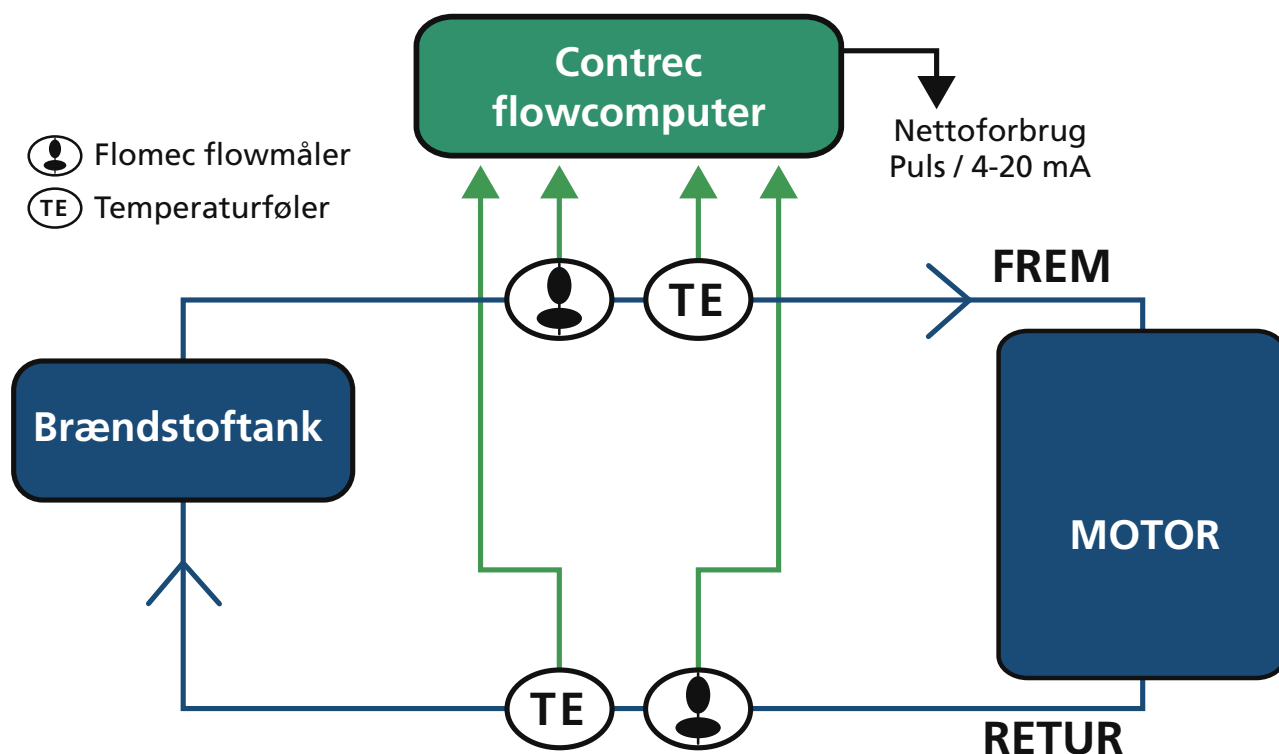 Contrec
flowcomputer
Nettoforbrug
Puls / 4-20 mA
Flomec flowmåler
TE Temperaturføler
TE
FREM
Brændstoftank
MOTOR
TE
RETUR